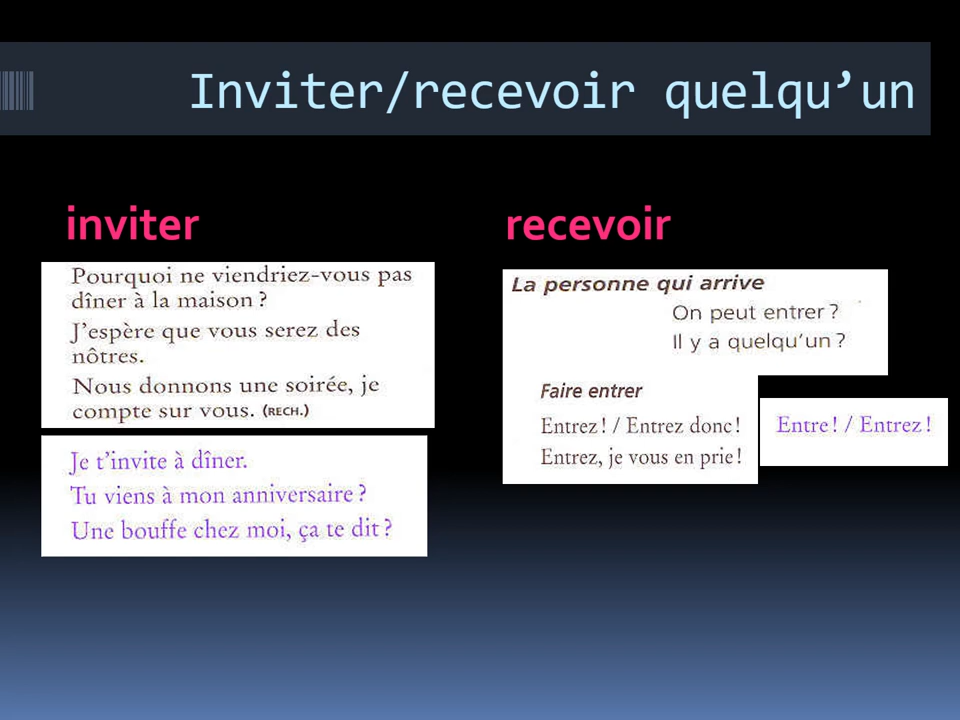 Inviter/recevoir quelqu’un
inviter
Pourquoi ne viendriez-vous pas
dîner à la maison ?
J’espère que vous serez des
nôtres.
Nous donnons une soirée, je
compte sur vous. (RECH.)
Je t’invite à dîner.
Tu viens à mon anniversaire ?
Une bouffe chez moi, ça te dit ?
recevoir
La personne qui arrive
On peut entrer ?
Il y a quelqu’un ?
Faire entrer
Entrez ! / Entrez donc !
Entrez, je vous en prie !
Entre ! / Entrez !